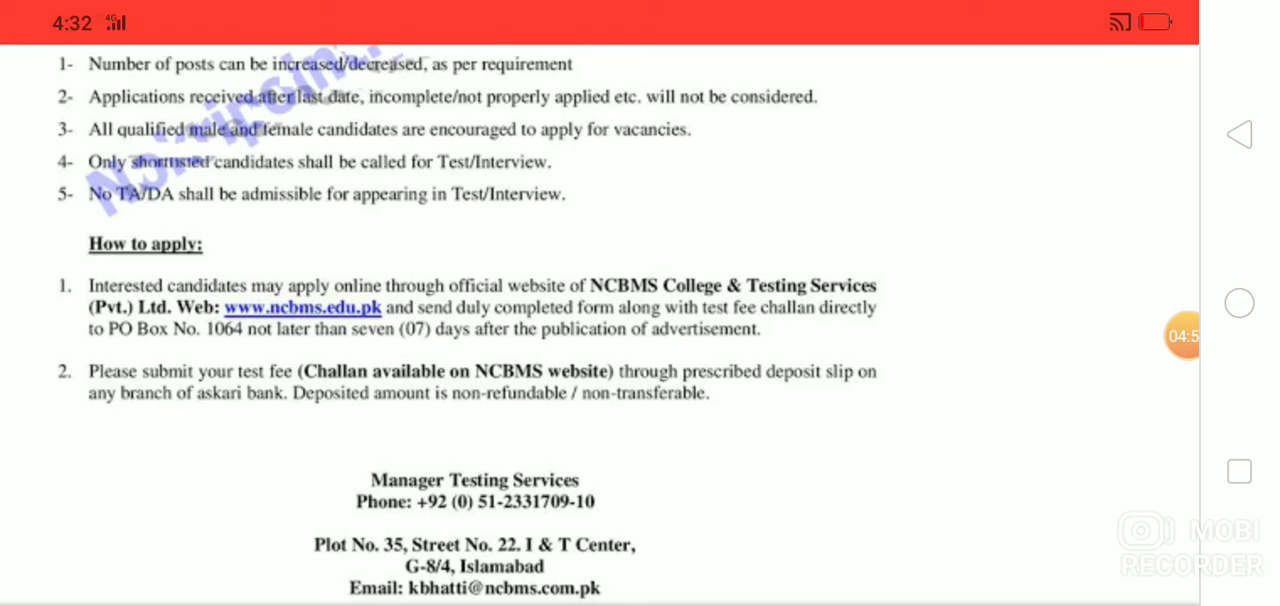 4:32 4G
1- Number of posts can be increased/decreased, as per requirement
2- Applications received after last date, incomplete/not properly applied etc. will not be considered.
3- All qualified male and female candidates are encouraged to apply for vacancies.
4- Only shortlisted candidates shall be called for Test/Interview.
5- No TA/DA shall be admissible for appearing in Test/Interview.
How to apply:
1. Interested candidates may apply online through official website of NCBMS College & Testing Services
(Pvt.) Ltd. Web: www.ncbms.edu.pk and send duly completed form along with test fee challan directly
to PO Box No. 1064 not later than seven (07) days after the publication of advertisement.
04:5
2. Please submit your test fee (Challan available on NCBMS website) through prescribed deposit slip on
any branch of askari bank. Deposited amount is non-refundable / non-transferable.
Manager Testing Services
Phone: +92 (0) 51-2331709-10
Plot No. 35, Street No. 22. I & T Center,
G-8/4, Islamabad
Email: kbhatti@ncbms.com.pk
MOBI
RECORDER